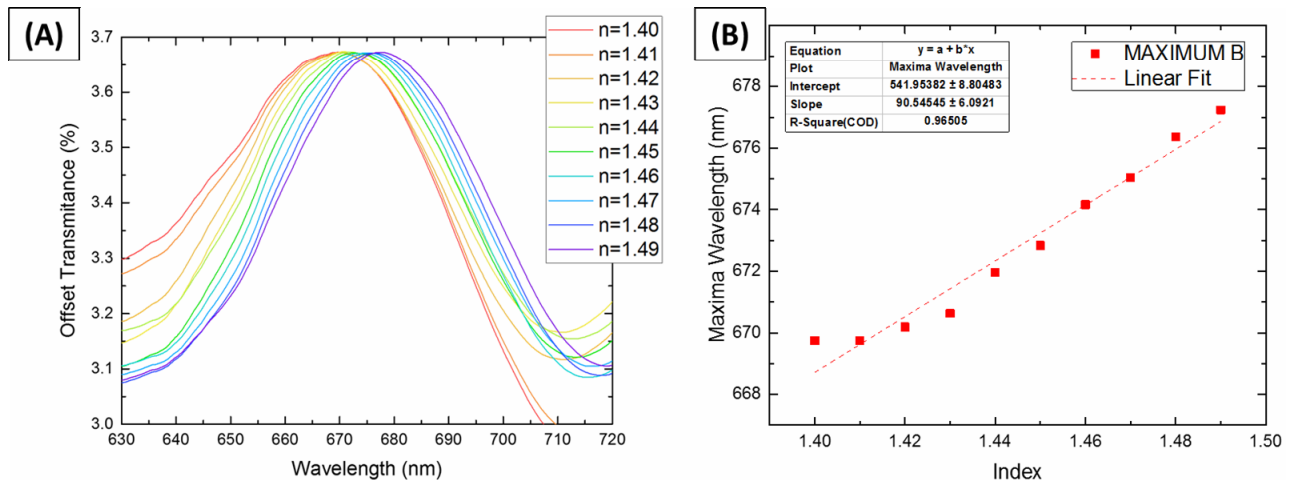 (A)
3.7
3.6
3.5
3.4
3.3
3.2
3.1
3.0
Offset Transmitance (%)
630 640 650 660 670 680 690 700 710 720
Wavelength (nm)
n=1.40
n=1.41
n=1.42
n=1.43
n=1.44
n=1.45
n=1.46
n=1.47
n=1.48
n=1.49
(B)
Equation y = a + b*x
Plot Maxima Wavelength
Intercept 541.95382 ± 8.80483
Slope 90.54545 ± 6.0921
R-Square(COD) 0.96505
MAXIMUM B
Linear Fit
678
676
674
672
670
668
Maxima Wavelength (nm)
1.40 1.42 1.44 1.46 1.48 1.50
Index